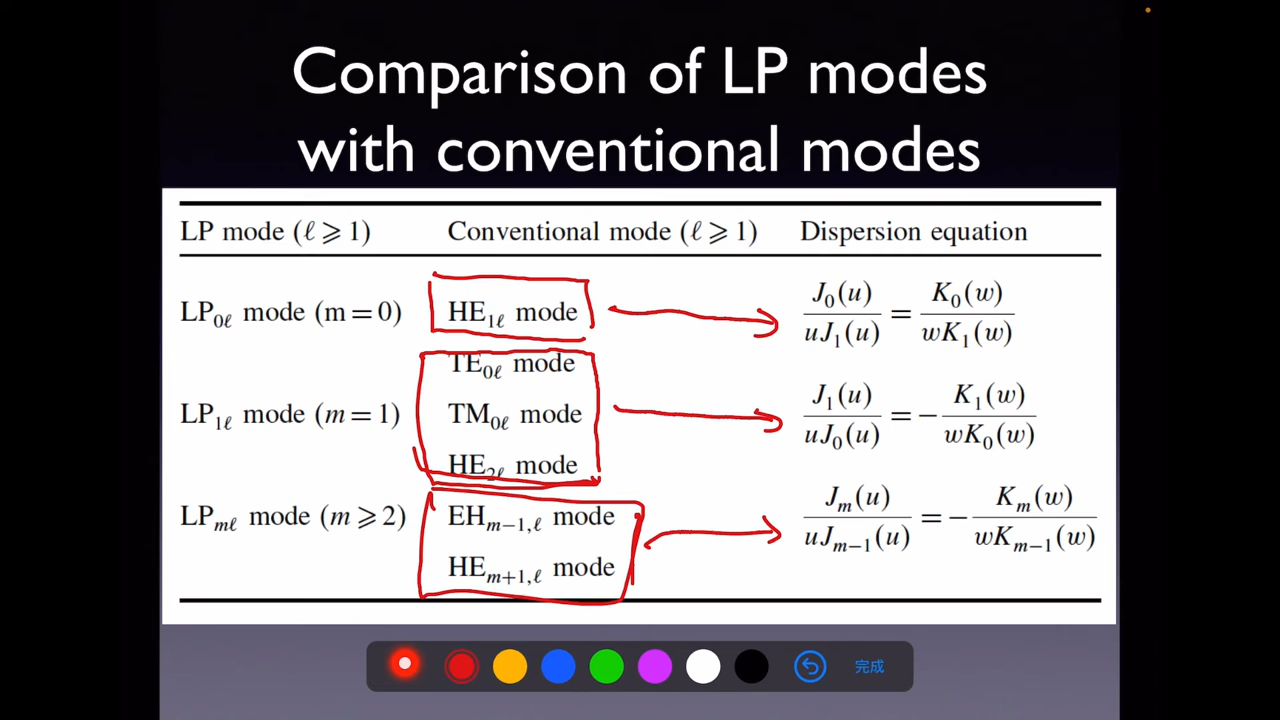 Comparison of LP modes
with conventional modes
LP mode (ℓ ⩾ 1) Conventional mode (ℓ ⩾ 1) Dispersion equation
LP₀ℓ mode (m = 0) HE₁ℓ mode J₀(u)/uJ₁(u) = K₀(w)/wK₁(w)
TE₀ℓ mode
LP₁ℓ mode (m = 1) TM₀ℓ mode J₁(u)/uJ₀(u) = −K₁(w)/wK₀(w)
HE₂ℓ mode
LPₘℓ mode (m ⩾ 2) EHₘ₋₁,ℓ mode Jₘ(u)/uJₘ₋₁(u) = −Kₘ(w)/wKₘ₋₁(w)
HEₘ₊₁,ℓ mode
完成